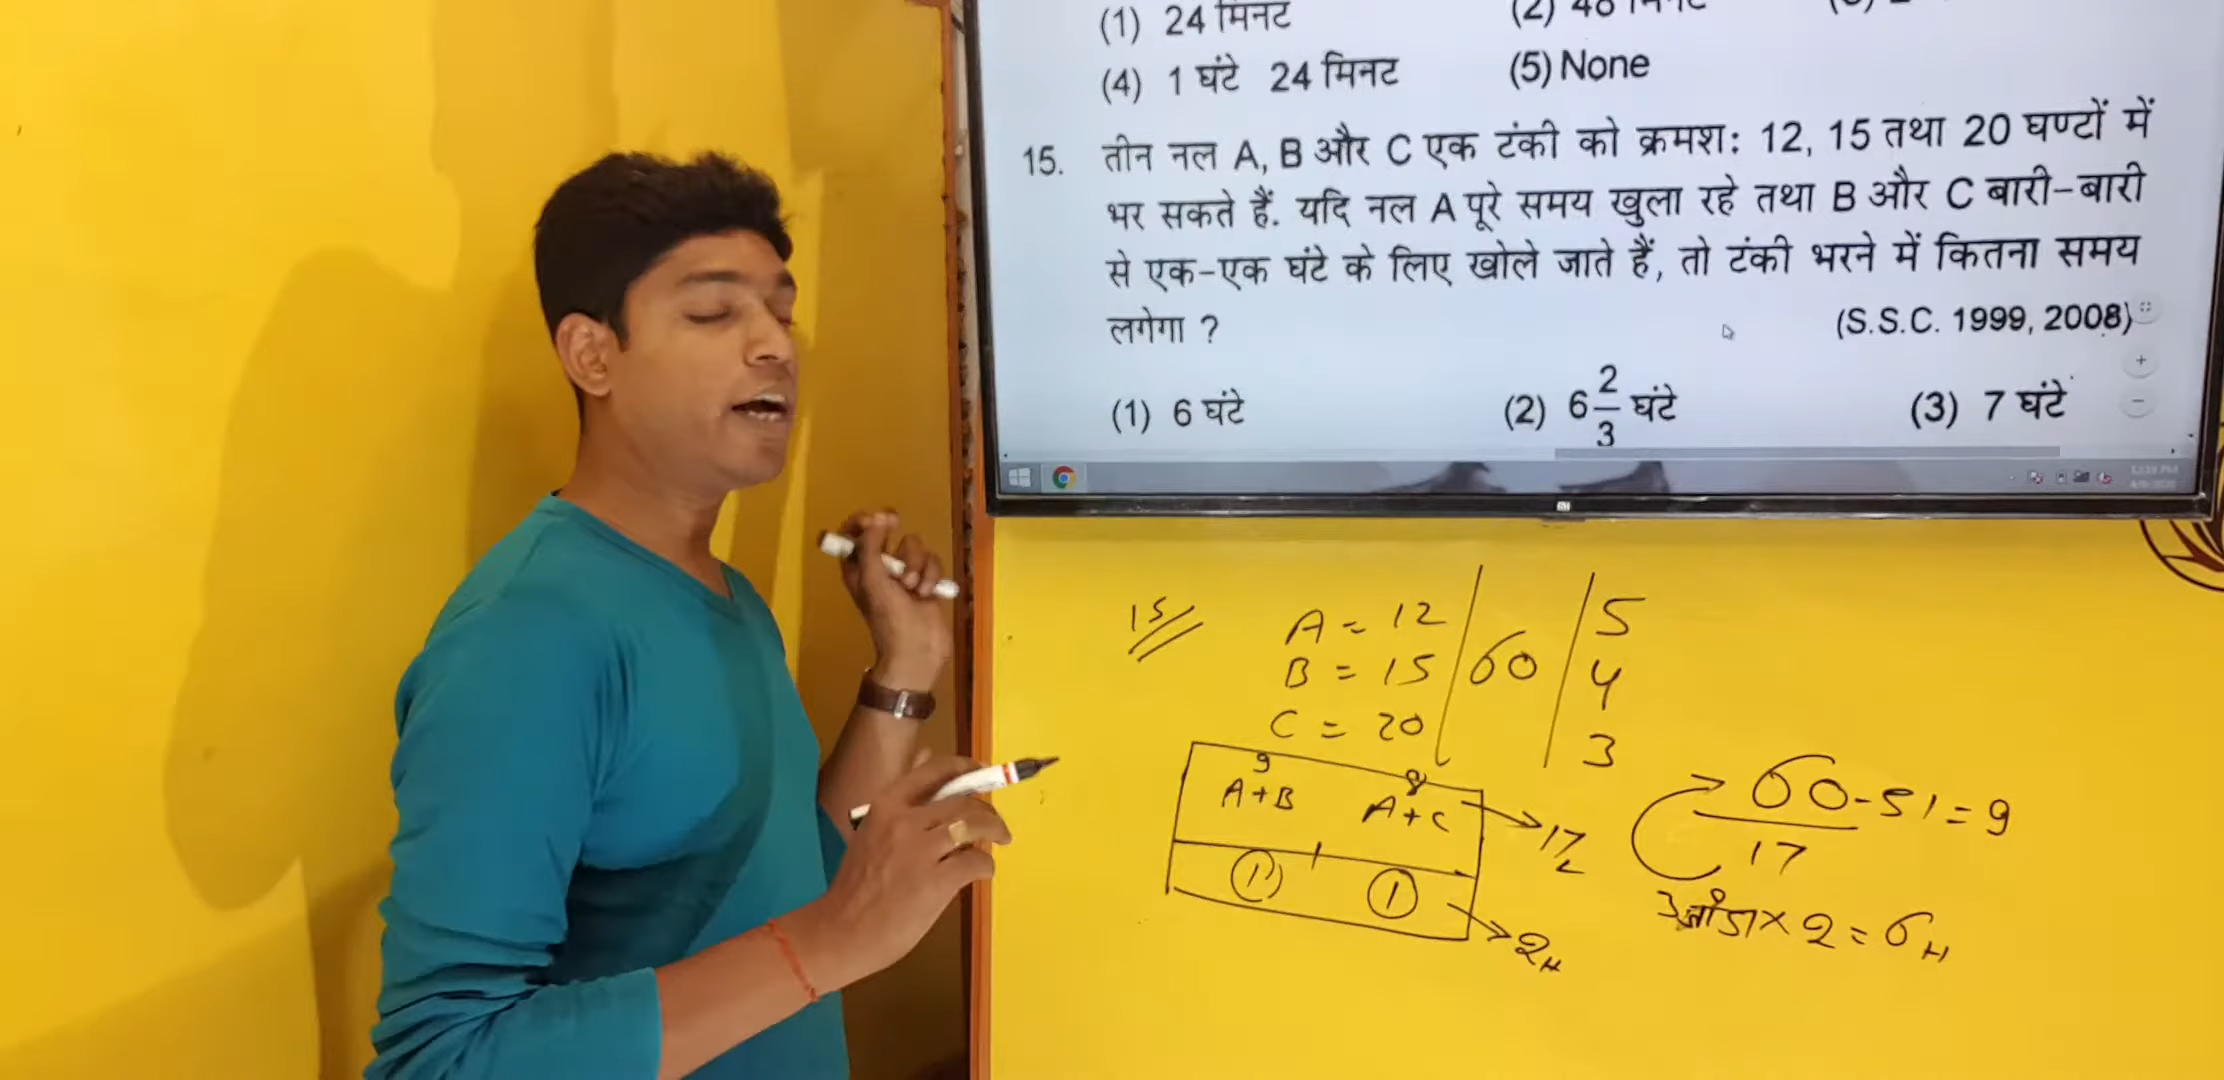 (1) 24 मिनट
(4) 1 घंटे 24 मिनट (5) None
15. तीन नल A, B और C एक टंकी को क्रमशः 12, 15 तथा 20 घण्टों में
भर सकते हैं. यदि नल A पूरे समय खुला रहे तथा B और C बारी-बारी
से एक-एक घंटे के लिए खोले जाते हैं, तो टंकी भरने में कितना समय
लगेगा ? (S.S.C. 1999, 2008)
(1) 6 घंटे (2) 6 2/3 घंटे (3) 7 घंटे
15
A = 12 60 5
B = 15 4
C = 20 3
9 8
A+B A+C 17L
1 1 2H
60-51=9
17
3 जोड़ा × 2 = 6H